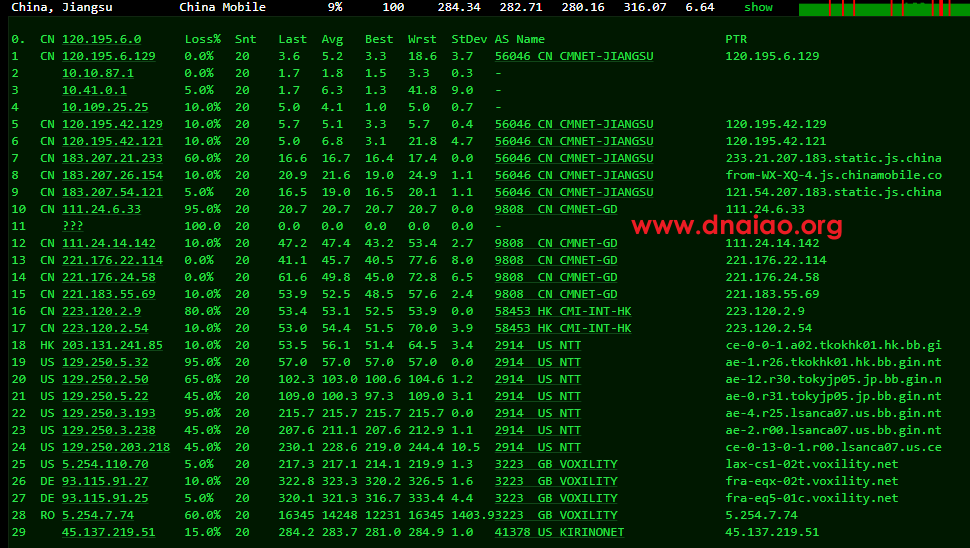 China, Jiangsu China Mobile 9% 100 284.34 282.71 280.16 316.07 6.64 show
0. CN 120.195.6.0 Loss% Snt Last Avg Best Wrst StDev AS Name PTR
1 CN 120.195.6.129 0.0% 20 3.6 5.2 3.3 18.6 3.7 56046 CN CMNET-JIANGSU 120.195.6.129
2 10.10.87.1 0.0% 20 1.7 1.8 1.5 3.3 0.3 -
3 10.41.0.1 5.0% 20 1.7 6.3 1.3 41.8 9.0 -
4 10.109.25.25 10.0% 20 5.0 4.1 1.0 5.0 0.7 -
5 CN 120.195.42.129 10.0% 20 5.7 5.1 3.3 5.7 0.4 56046 CN CMNET-JIANGSU 120.195.42.129
6 CN 120.195.42.121 10.0% 20 5.0 6.8 3.1 21.8 4.7 56046 CN CMNET-JIANGSU 120.195.42.121
7 CN 183.207.21.233 60.0% 20 16.6 16.7 16.4 17.4 0.0 56046 CN CMNET-JIANGSU 233.21.207.183.static.js.china
8 CN 183.207.26.154 10.0% 20 20.9 21.6 19.0 24.9 1.1 56046 CN CMNET-JIANGSU from-WX-XQ-4.js.chinamobile.co
9 CN 183.207.54.121 5.0% 20 16.5 19.0 16.5 20.1 1.1 56046 CN CMNET-JIANGSU 121.54.207.183.static.js.china
10 CN 111.24.6.33 95.0% 20 20.7 20.7 20.7 20.7 0.0 9808 CN CMNET-GD 111.24.6.33
11 ??? 100.0 20 0.0 0.0 0.0 0.0 0.0 -
www.dnaiao.org
12 CN 111.24.14.142 10.0% 20 47.2 47.4 43.2 53.4 2.7 9808 CN CMNET-GD 111.24.14.142
13 CN 221.176.22.114 0.0% 20 41.1 45.7 40.5 77.6 8.0 9808 CN CMNET-GD 221.176.22.114
14 CN 221.176.24.58 0.0% 20 61.6 49.8 45.0 72.8 6.5 9808 CN CMNET-GD 221.176.24.58
15 CN 221.183.55.69 10.0% 20 53.9 52.5 48.5 57.6 2.4 9808 CN CMNET-GD 221.183.55.69
16 CN 223.120.2.9 80.0% 20 53.4 53.1 52.5 53.9 0.0 58453 HK CMI-INT-HK 223.120.2.9
17 CN 223.120.2.54 10.0% 20 53.0 54.4 51.5 70.0 3.9 58453 HK CMI-INT-HK 223.120.2.54
18 HK 203.131.241.85 10.0% 20 53.5 56.1 51.4 64.5 3.4 2914 US NTT ce-0-0-1.a02.tkokhk01.hk.bb.gi
19 US 129.250.5.32 95.0% 20 57.0 57.0 57.0 57.0 0.0 2914 US NTT ae-1.r26.tkokhk01.hk.bb.gin.nt
20 US 129.250.2.50 65.0% 20 102.3 103.0 100.6 104.6 1.2 2914 US NTT ae-12.r30.tokyjp05.jp.bb.gin.n
21 US 129.250.5.22 45.0% 20 109.0 100.3 97.3 109.0 3.1 2914 US NTT ae-0.r31.tokyjp05.jp.bb.gin.nt
22 US 129.250.3.193 95.0% 20 215.7 215.7 215.7 215.7 0.0 2914 US NTT ae-4.r25.lsanca07.us.bb.gin.nt
23 US 129.250.3.238 45.0% 20 207.6 211.1 207.6 212.9 1.1 2914 US NTT ae-2.r00.lsanca07.us.bb.gin.nt
24 US 129.250.203.218 45.0% 20 230.1 228.6 219.0 244.4 10.5 2914 US NTT ce-0-13-0-1.r00.lsanca07.us.ce
25 US 5.254.110.70 5.0% 20 217.3 217.1 214.1 219.9 1.3 3223 GB VOXILITY lax-cs1-02t.voxility.net
26 DE 93.115.91.27 10.0% 20 322.8 323.3 320.2 326.5 1.6 3223 GB VOXILITY fra-eqx-02t.voxility.net
27 DE 93.115.91.25 5.0% 20 320.1 321.3 316.7 333.4 4.4 3223 GB VOXILITY fra-eq5-01c.voxility.net
28 RO 5.254.7.74 60.0% 20 16345 14248 12231 16345 1403.93223 GB VOXILITY 5.254.7.74
29 45.137.219.51 15.0% 20 284.2 283.7 281.0 284.9 1.0 41378 US KIRINONET 45.137.219.51